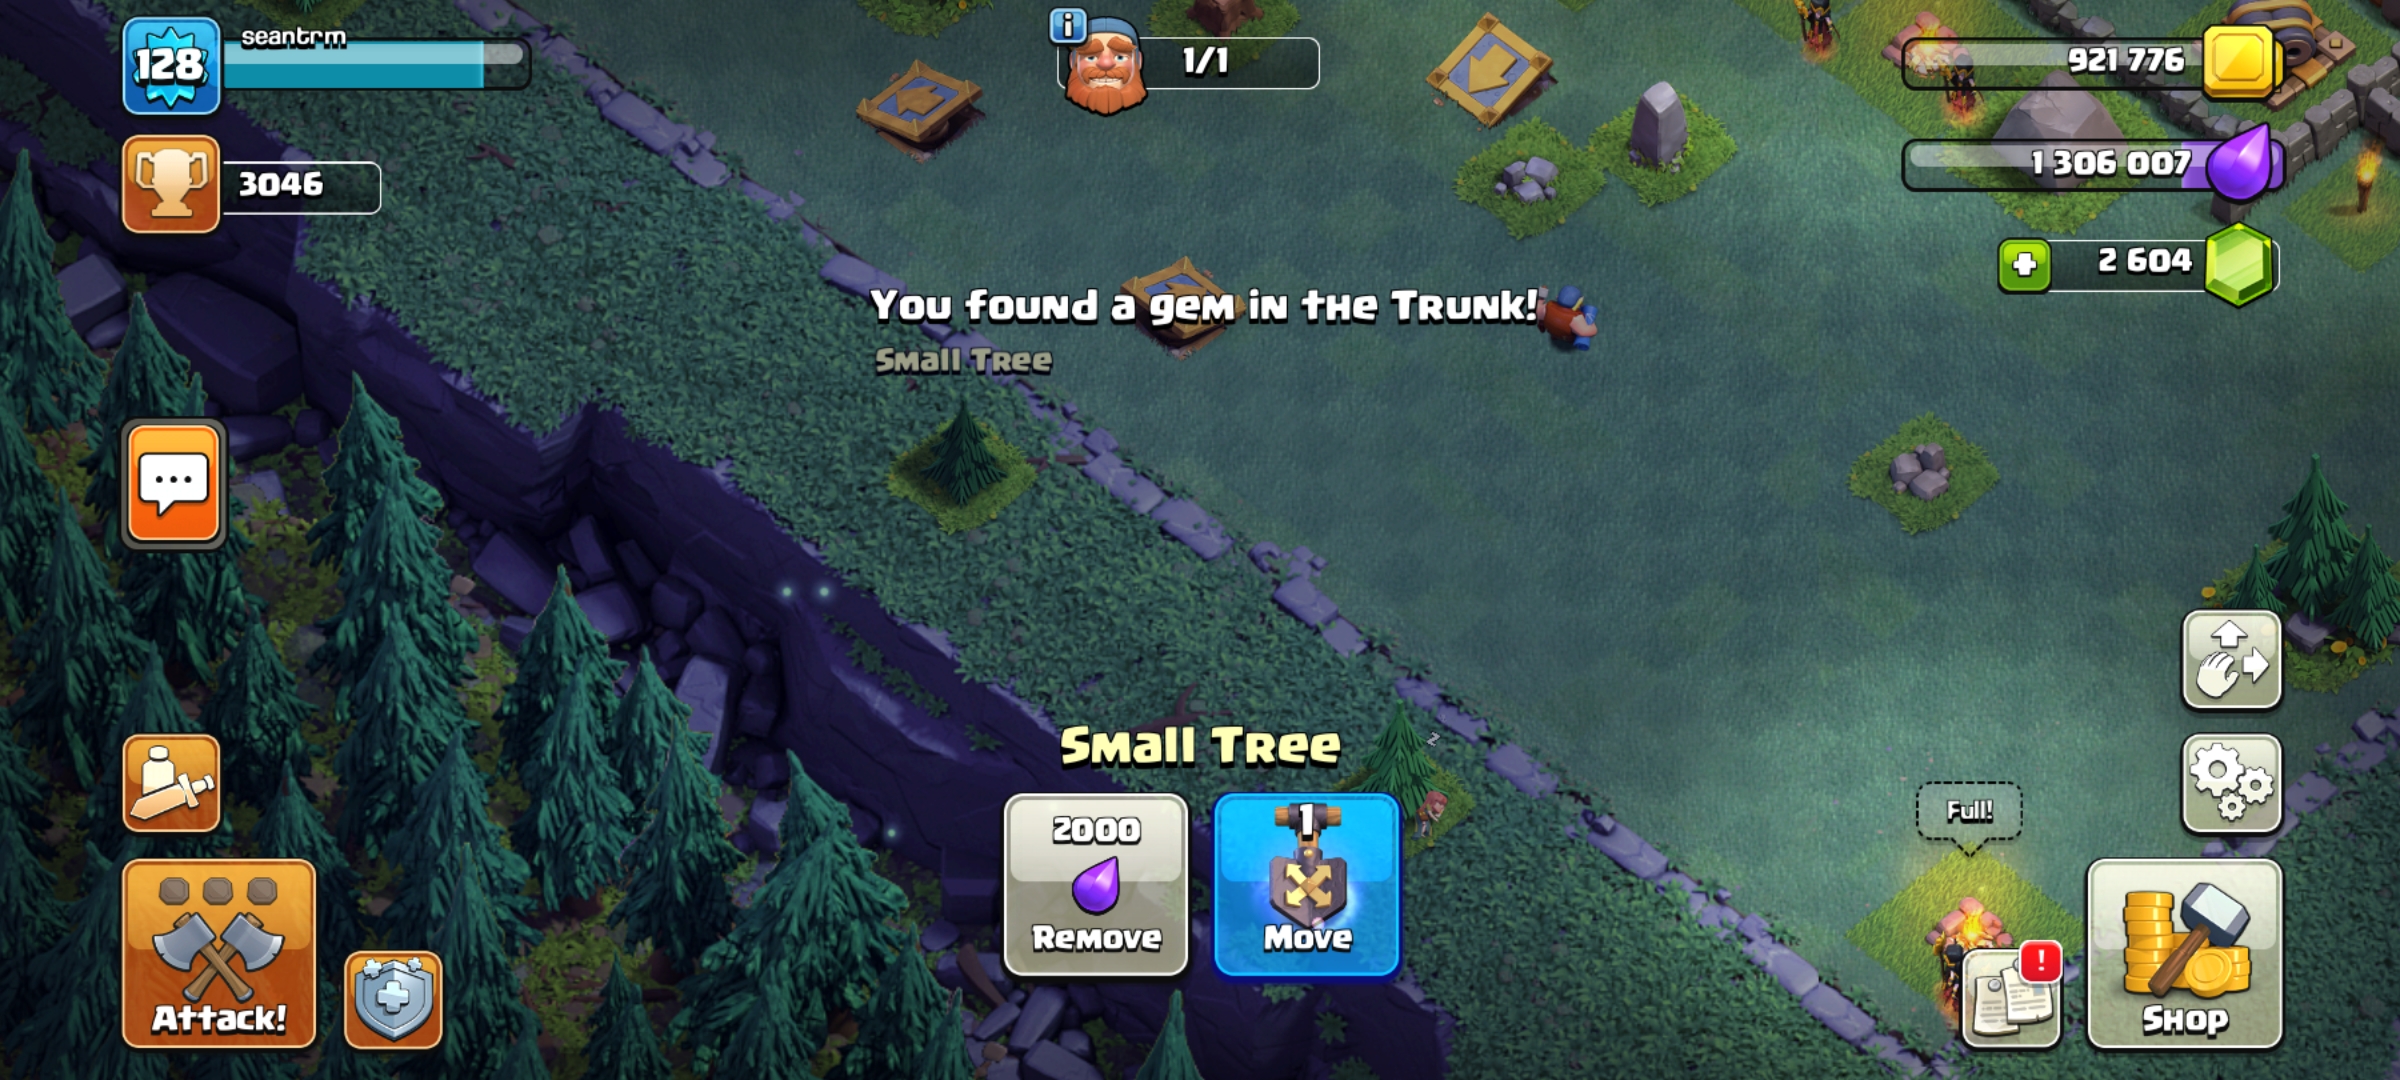 128
seantrm
i
1/1
921 776
3046
1 306 007
2 604
You found a gem in the Trunk!
Small Tree
Small Tree
z
2000
Remove
1
Move
Full!
!
Attack!
Shop